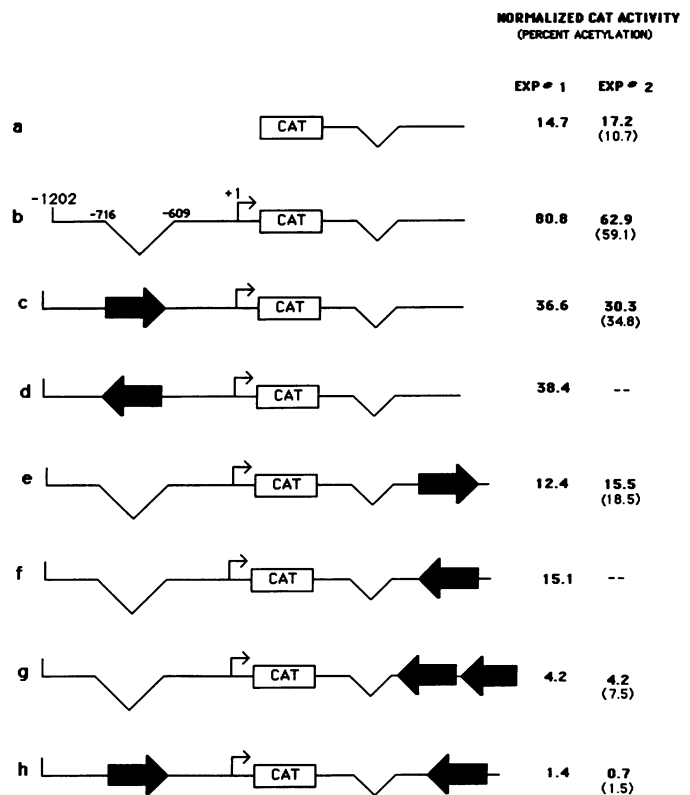 NORMALIZED CAT ACTIVITY
(PERCENT ACETYLATION)
EXP# 1 EXP# 2
a CAT 14.7 17.2
(10.7)
-1202 -716 -609 +1
b CAT 80.8 62.9
(59.1)
c CAT 36.6 30.3
(34.8)
d CAT 38.4 --
e CAT 12.4 15.5
(18.5)
f CAT 15.1 --
g CAT 4.2 4.2
(7.5)
h CAT 1.4 0.7
(1.5)